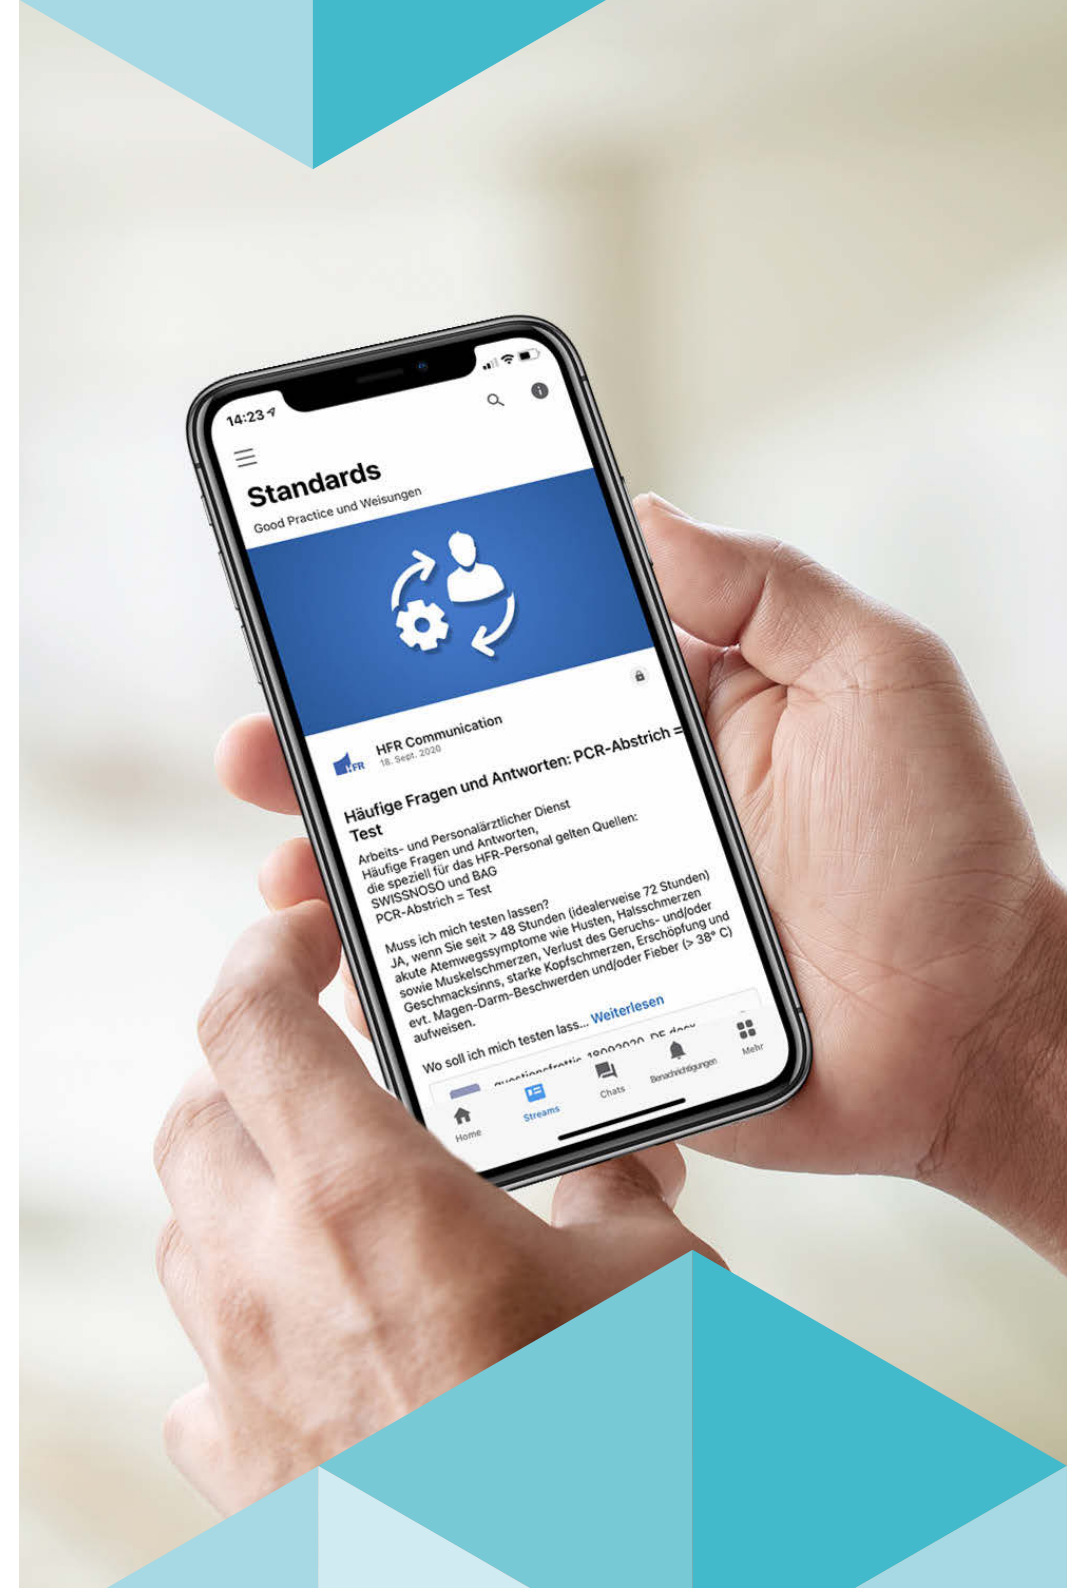 14:23
Standards
Good Practice und Weisungen
HFR
HFR Communication
18. Sept. 2020
Häufige Fragen und Antworten: PCR-Abstrich =
Test
Arbeits- und Personalärztlicher Dienst
Häufige Fragen und Antworten,
die speziell für das HFR-Personal gelten Quellen:
SWISSNOSO und BAG
PCR-Abstrich = Test
Muss ich mich testen lassen?
JA, wenn Sie seit > 48 Stunden (idealerweise 72 Stunden)
akute Atemwegssymptome wie Husten, Halsschmerzen
sowie Muskelschmerzen, Verlust des Geruchs- und/oder
Geschmacksinns, starke Kopfschmerzen, Erschöpfung und
evt. Magen-Darm-Beschwerden und/oder Fieber (> 38° C)
aufweisen.
Wo soll ich mich testen lass... Weiterlesen
Home
Streams
Chats
Benachrichtigungen
Mehr